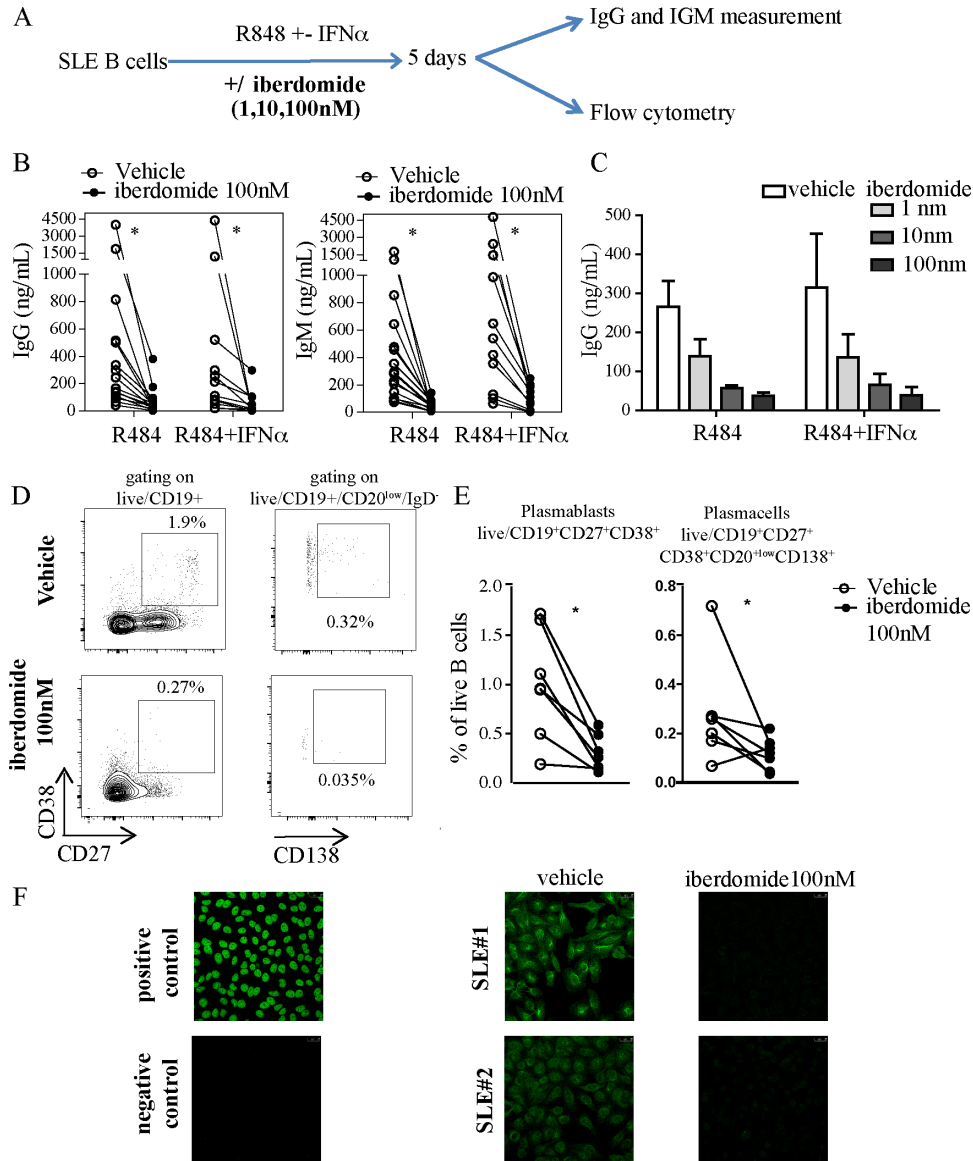 A
R848 +- IFNα
SLE B cells
5 days
+/ iberdomide
(1,10,100nM)
IgG and IGM measurement
Flow cytometry
B
Vehicle
iberdomide 100nM
IgG (ng/mL)
4500
3000
1500
1000
800
600
400
200
0
*
*
R484
R484+IFNα
Vehicle
iberdomide 100nM
IgM (ng/mL)
4500
3000
1500
1000
800
600
400
200
0
*
*
R484
R484+IFNα
C
vehicle iberdomide
1 nm
10nm
100nm
IgG (ng/mL)
500
400
300
200
100
0
R484
R484+IFNα
D
gating on
live/CD19+
gating on
live/CD19+/CD20low/IgD-
Vehicle
1.9%
0.32%
iberdomide
100nM
0.27%
0.035%
CD38
CD27
CD138
E
Plasmablasts
live/CD19+CD27+CD38+
Plasmacells
live/CD19+CD27+
CD38+CD20+lowCD138+
Vehicle
iberdomide
100nM
% of live B cells
2.0
1.5
1.0
0.5
0.0
*
0.8
0.6
0.4
0.2
0.0
*
F
positive
control
negative
control
vehicle
iberdomide100nM
SLE#1
SLE#2